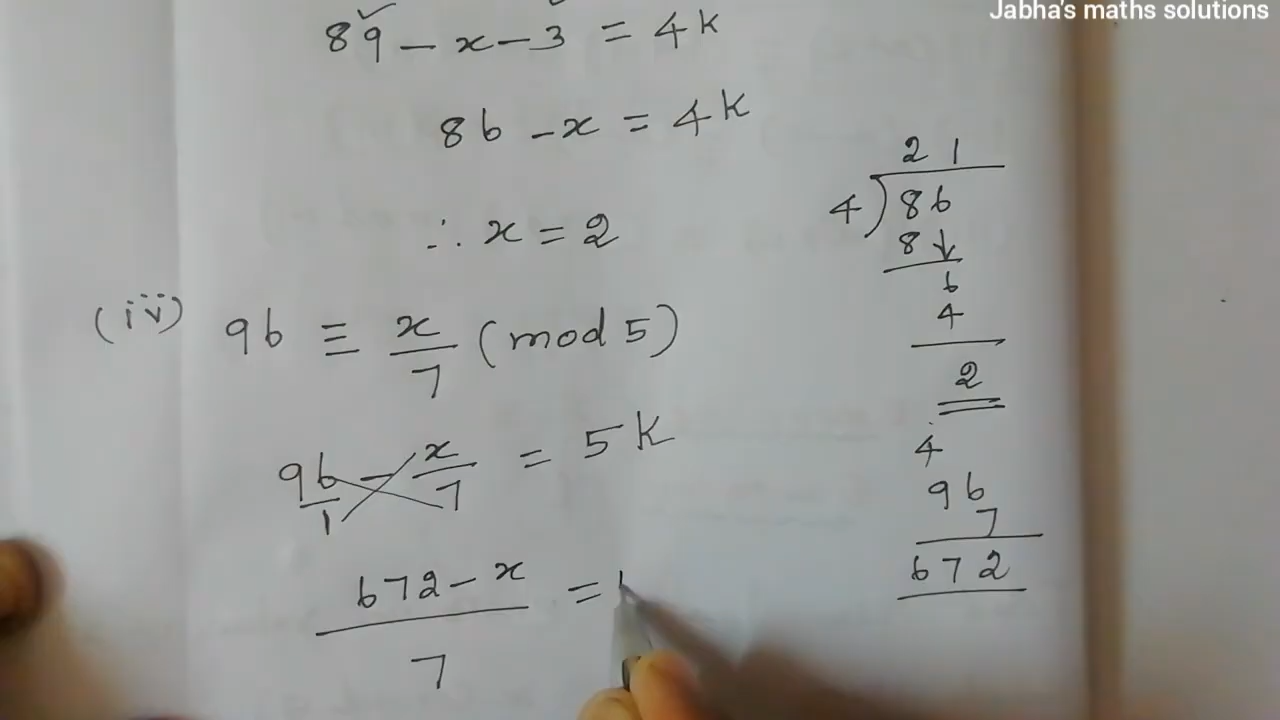 Jabha's maths solutions
89 - x - 3 = 4k
86 - x = 4k
∴ x = 2
21
4)86
8↓
6
4
2
(iv) 96 ≡ x/7 (mod 5)
96/1 - x/7 = 5k
4
96
7
672
672 - x / 7 =